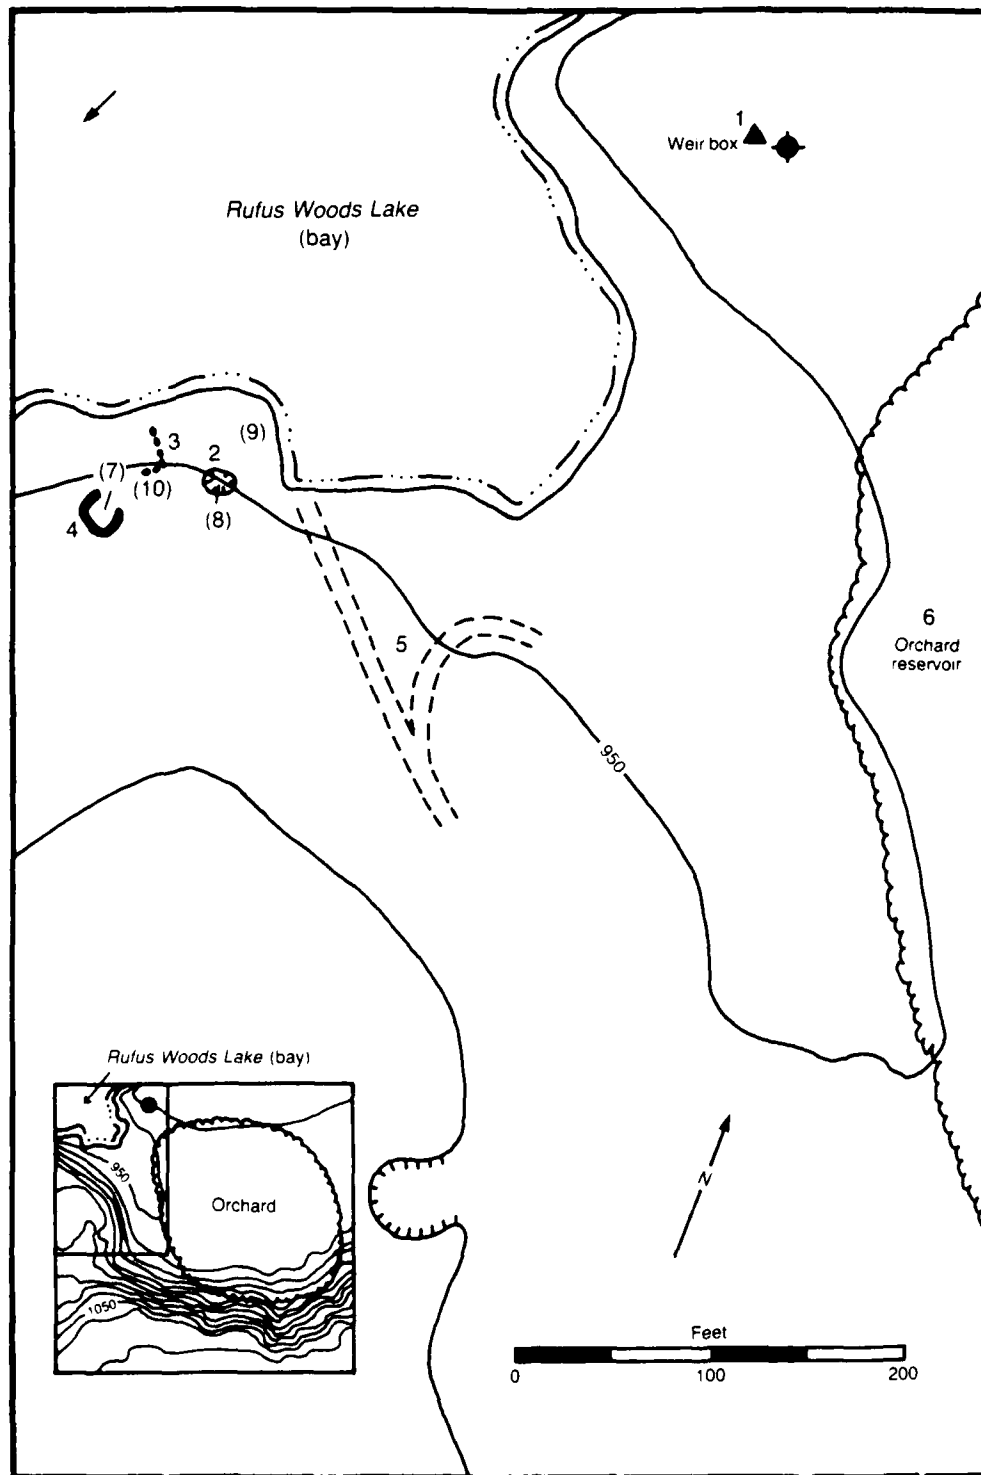 1
Weir box
Rufus Woods Lake
(bay)
(9)
3
2
(7)
(10)
(8)
4
5
6
Orchard
reservoir
950
Rufus Woods Lake (bay)
950
Orchard
1050
N
Feet
0 100 200